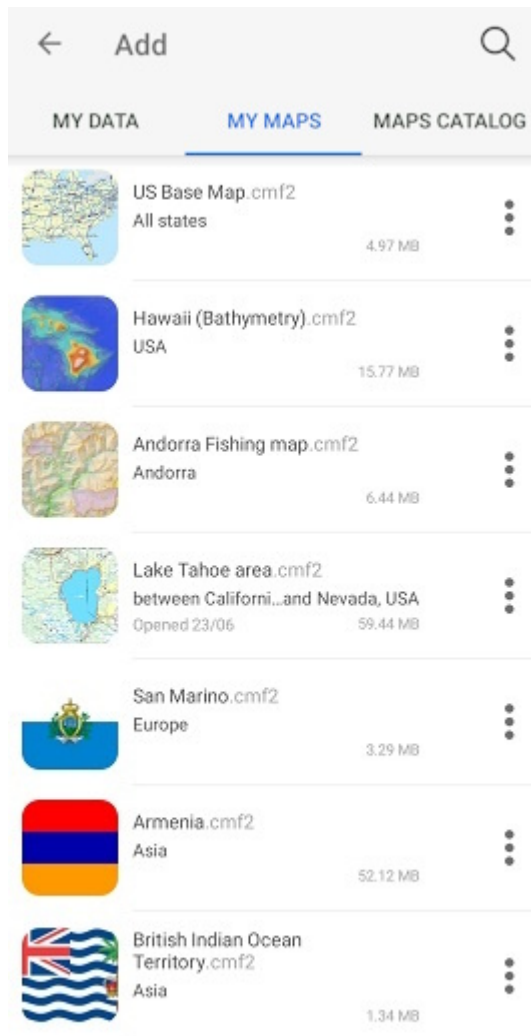 Add
MY DATA MY MAPS MAPS CATALOG
US Base Map.cmf2
All states
4.97 MB
Hawaii (Bathymetry).cmf2
USA
15.77 MB
Andorra Fishing map.cmf2
Andorra
6.44 MB
Lake Tahoe area.cmf2
between Californi...and Nevada, USA
Opened 23/06 59.44 MB
San Marino.cmf2
Europe
3.29 MB
Armenia.cmf2
Asia
52.12 MB
British Indian Ocean
Territory.cmf2
Asia
1.34 MB